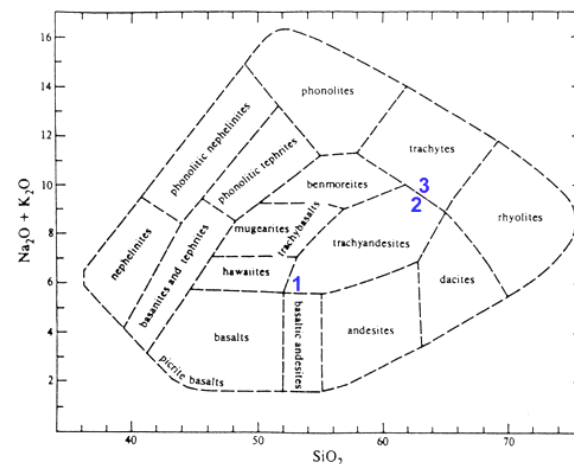 16
14
12
10
8
6
4
2
Na₂O + K₂O
phonolites
phonolitic nephelinites
trachytes
phonolitic tephrites
benmoreites
3
2
nephelinites
basanites and tephrites
mugearites
trachybasalts
trachyandesites
rhyolites
hawaiites
1
dacites
basalts
basaltic andesites
andesites
picrite basalts
40
50
60
70
SiO₂